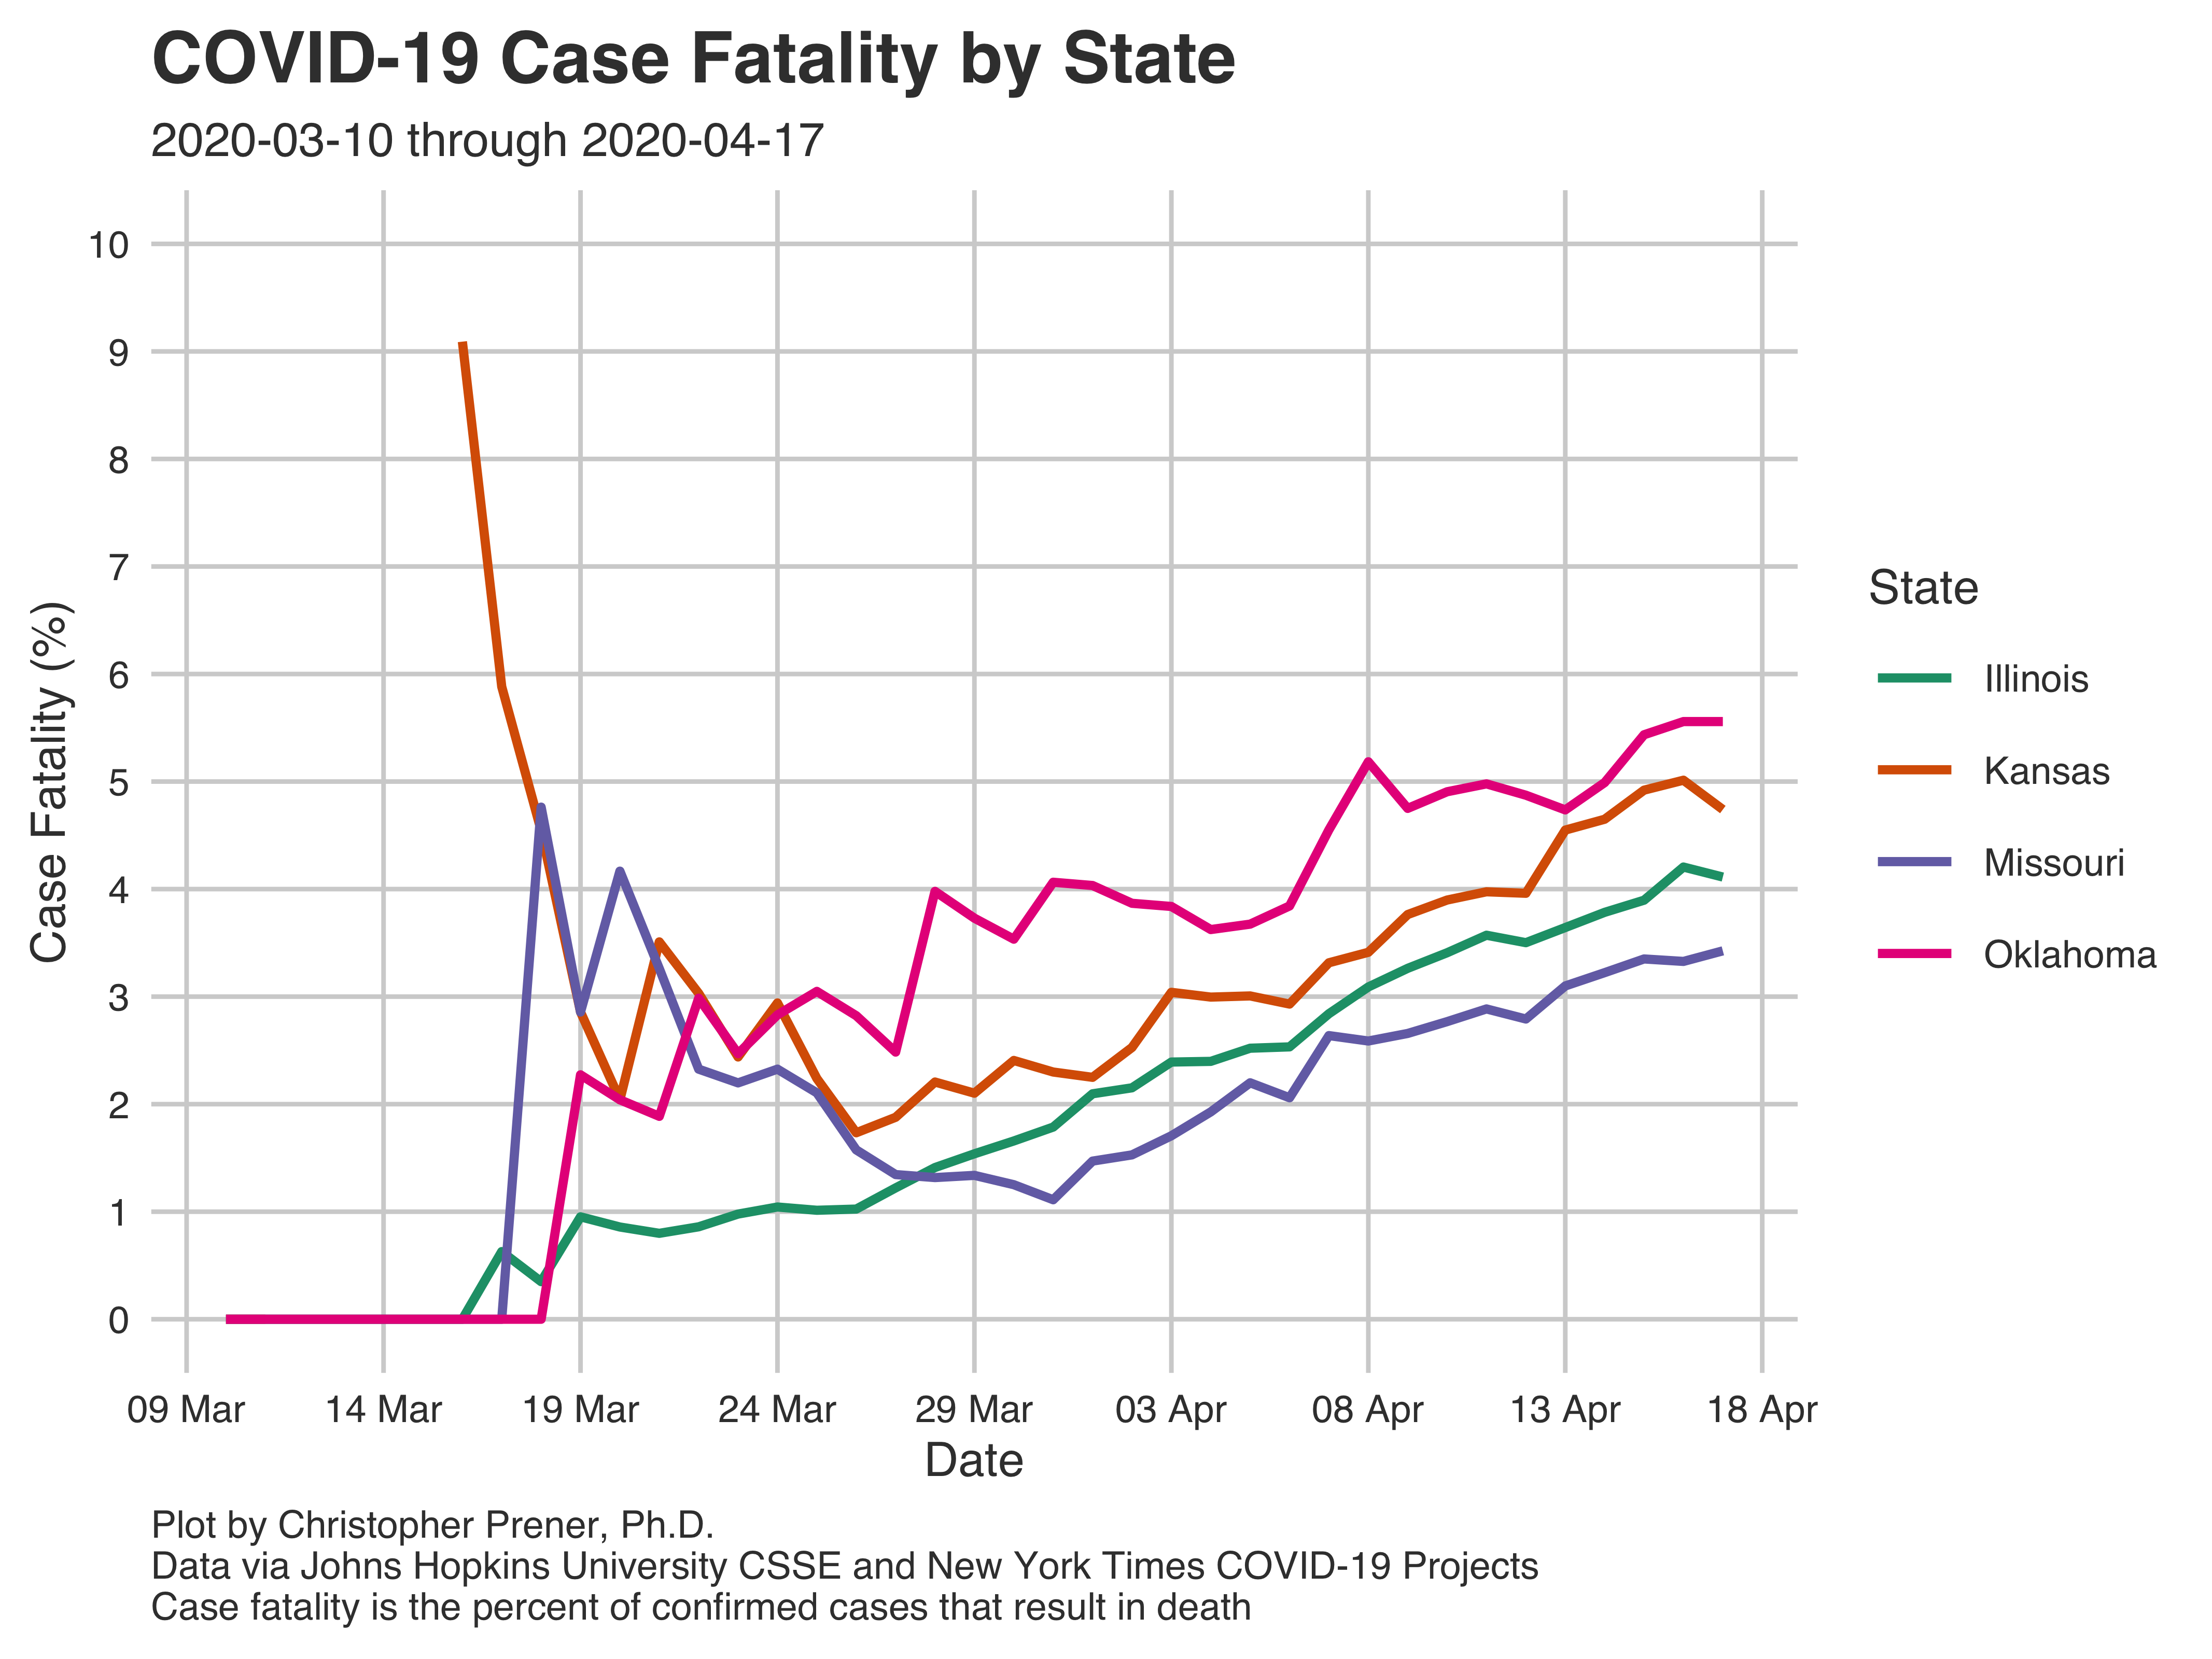 COVID-19 Case Fatality by State
2020-03-10 through 2020-04-17
10
9
8
7
6
5
4
3
2
1
0
Case Fatality (%)
09 Mar 14 Mar 19 Mar 24 Mar 29 Mar 03 Apr 08 Apr 13 Apr 18 Apr
Date
State
Illinois
Kansas
Missouri
Oklahoma
Plot by Christopher Prener, Ph.D.
Data via Johns Hopkins University CSSE and New York Times COVID-19 Projects
Case fatality is the percent of confirmed cases that result in death